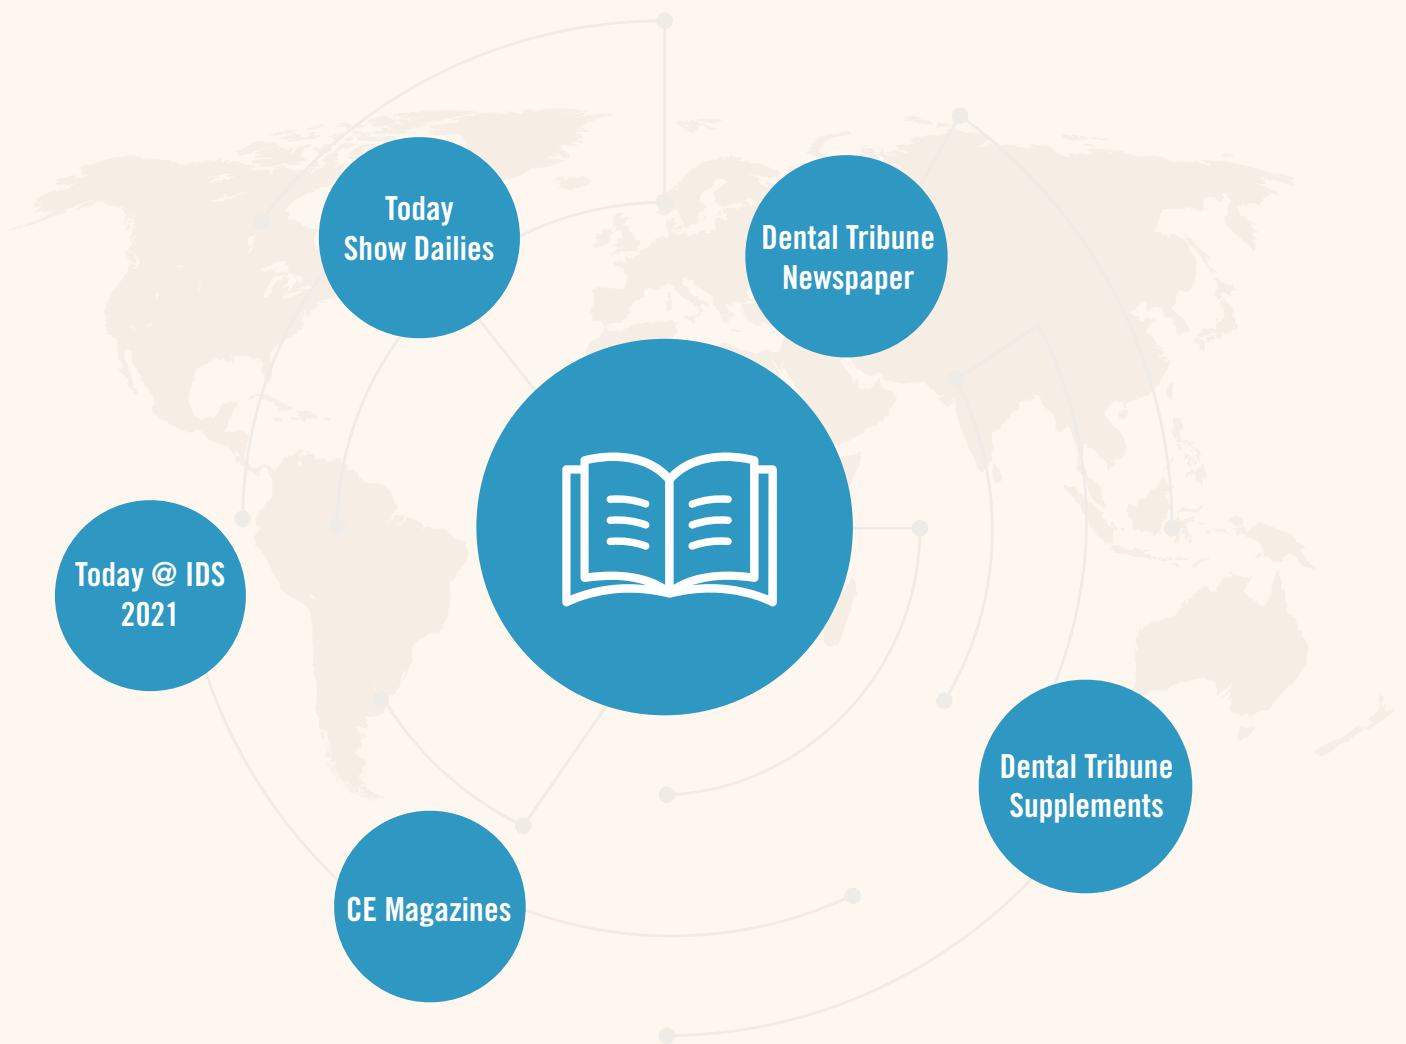 Today
Show Dailies
Dental Tribune
Newspaper
Today @ IDS
2021
Dental Tribune
Supplements
CE Magazines